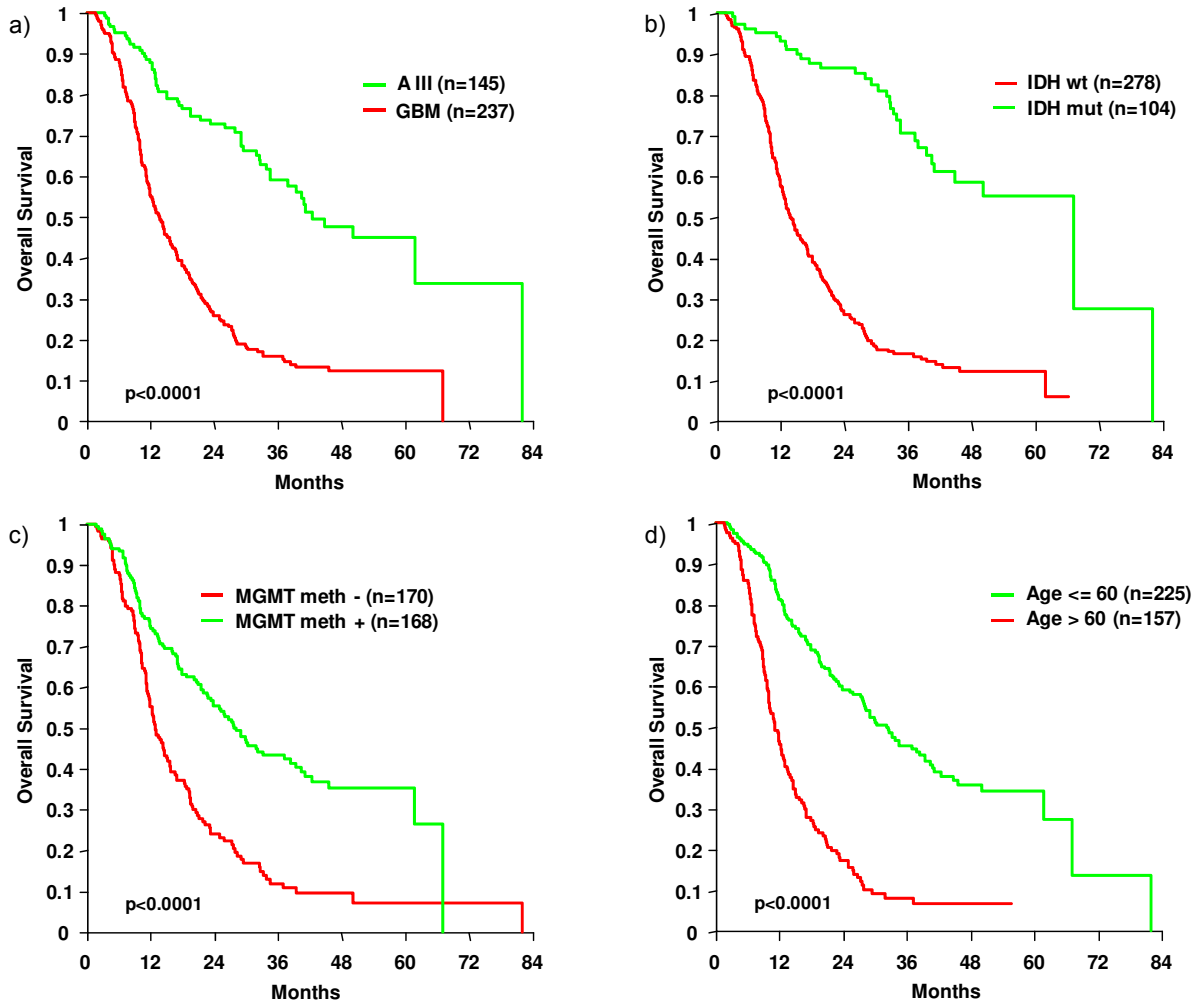 a)
Overall Survival
1
0.9
0.8
0.7
0.6
0.5
0.4
0.3
0.2
0.1
0
A III (n=145)
GBM (n=237)
p<0.0001
0 12 24 36 48 60 72 84
Months
b)
Overall Survival
1
0.9
0.8
0.7
0.6
0.5
0.4
0.3
0.2
0.1
0
IDH wt (n=278)
IDH mut (n=104)
p<0.0001
0 12 24 36 48 60 72 84
Months
c)
Overall Survival
1
0.9
0.8
0.7
0.6
0.5
0.4
0.3
0.2
0.1
0
MGMT meth - (n=170)
MGMT meth + (n=168)
p<0.0001
0 12 24 36 48 60 72 84
Months
d)
Overall Survival
1
0.9
0.8
0.7
0.6
0.5
0.4
0.3
0.2
0.1
0
Age <= 60 (n=225)
Age > 60 (n=157)
p<0.0001
0 12 24 36 48 60 72 84
Months